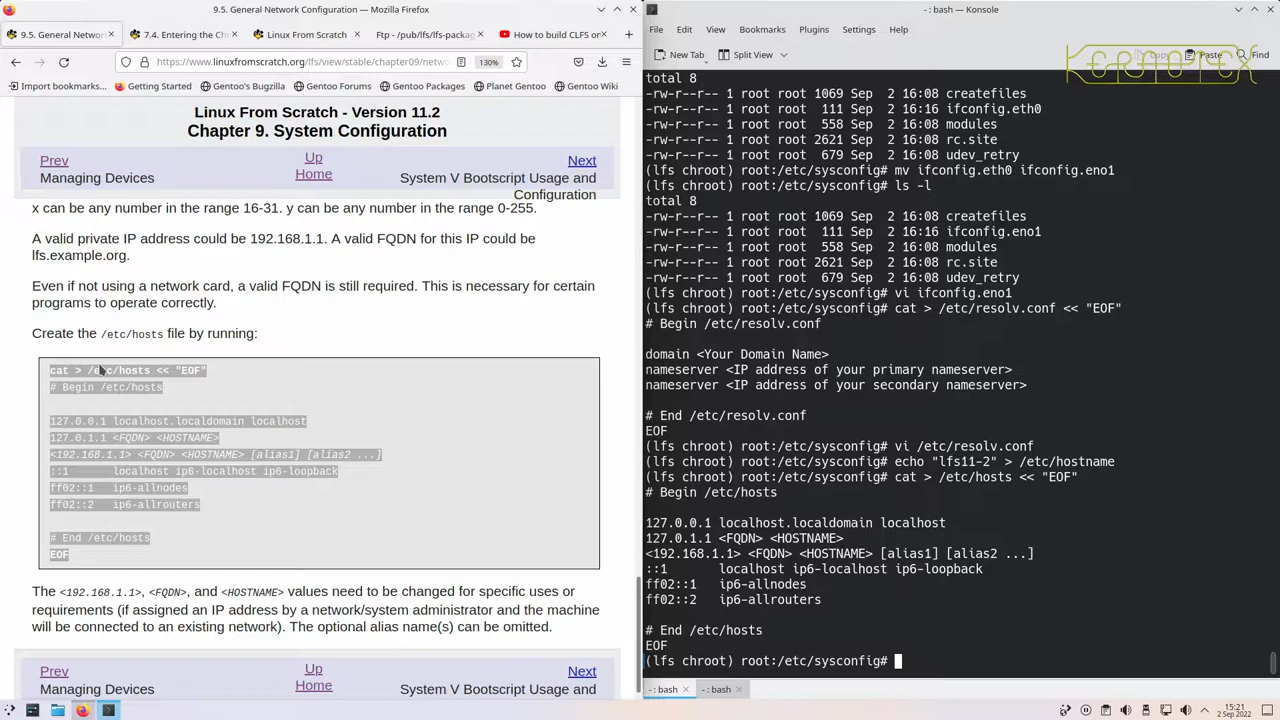 9.5. General Network Configuration — Mozilla Firefox
9.5. General Network
7.4. Entering the Ch
Linux From Scratch
Ftp - /pub/lfs/lfs-packag
How to build CLFS on
https://www.linuxfromscratch.org/lfs/view/stable/chapter09/netw
130%
Import bookmarks...
Getting Started
Gentoo's Bugzilla
Gentoo Forums
Gentoo Packages
Planet Gentoo
Gentoo Wiki
Linux From Scratch - Version 11.2
Chapter 9. System Configuration
Prev
Up
Next
Managing Devices
Home
System V Bootscript Usage and
Configuration
x can be any number in the range 16-31. y can be any number in the range 0-255.
A valid private IP address could be 192.168.1.1. A valid FQDN for this IP could be
lfs.example.org.
Even if not using a network card, a valid FQDN is still required. This is necessary for certain
programs to operate correctly.
Create the /etc/hosts file by running:
cat > /etc/hosts << "EOF"
# Begin /etc/hosts
127.0.0.1 localhost.localdomain localhost
127.0.1.1 <FQDN> <HOSTNAME>
<192.168.1.1> <FQDN> <HOSTNAME> [alias1] [alias2 ...]
::1       localhost ip6-localhost ip6-loopback
ff02::1   ip6-allnodes
ff02::2   ip6-allrouters
# End /etc/hosts
EOF
The <192.168.1.1>, <FQDN>, and <HOSTNAME> values need to be changed for specific uses or
requirements (if assigned an IP address by a network/system administrator and the machine
will be connected to an existing network). The optional alias name(s) can be omitted.
Prev
Up
Next
Managing Devices
Home
System V Bootscript Usage and
- : bash — Konsole
File Edit View Bookmarks Plugins Settings Help
New Tab
Split View
Copy
Paste
Find
KERNOTEX
total 8
-rw-r--r-- 1 root root 1069 Sep  2 16:08 createfiles
-rw-r--r-- 1 root root  111 Sep  2 16:16 ifconfig.eth0
-rw-r--r-- 1 root root  558 Sep  2 16:08 modules
-rw-r--r-- 1 root root 2621 Sep  2 16:08 rc.site
-rw-r--r-- 1 root root  679 Sep  2 16:08 udev_retry
(lfs chroot) root:/etc/sysconfig# mv ifconfig.eth0 ifconfig.eno1
(lfs chroot) root:/etc/sysconfig# ls -l
total 8
-rw-r--r-- 1 root root 1069 Sep  2 16:08 createfiles
-rw-r--r-- 1 root root  111 Sep  2 16:16 ifconfig.eno1
-rw-r--r-- 1 root root  558 Sep  2 16:08 modules
-rw-r--r-- 1 root root 2621 Sep  2 16:08 rc.site
-rw-r--r-- 1 root root  679 Sep  2 16:08 udev_retry
(lfs chroot) root:/etc/sysconfig# vi ifconfig.eno1
(lfs chroot) root:/etc/sysconfig# cat > /etc/resolv.conf << "EOF"
# Begin /etc/resolv.conf
domain <Your Domain Name>
nameserver <IP address of your primary nameserver>
nameserver <IP address of your secondary nameserver>
# End /etc/resolv.conf
EOF
(lfs chroot) root:/etc/sysconfig# vi /etc/resolv.conf
(lfs chroot) root:/etc/sysconfig# echo "lfs11-2" > /etc/hostname
(lfs chroot) root:/etc/sysconfig# cat > /etc/hosts << "EOF"
# Begin /etc/hosts
127.0.0.1 localhost.localdomain localhost
127.0.1.1 <FQDN> <HOSTNAME>
<192.168.1.1> <FQDN> <HOSTNAME> [alias1] [alias2 ...]
::1       localhost ip6-localhost ip6-loopback
ff02::1   ip6-allnodes
ff02::2   ip6-allrouters
# End /etc/hosts
EOF
(lfs chroot) root:/etc/sysconfig#
- : bash
- : bash
15:21
2 Sep 2022